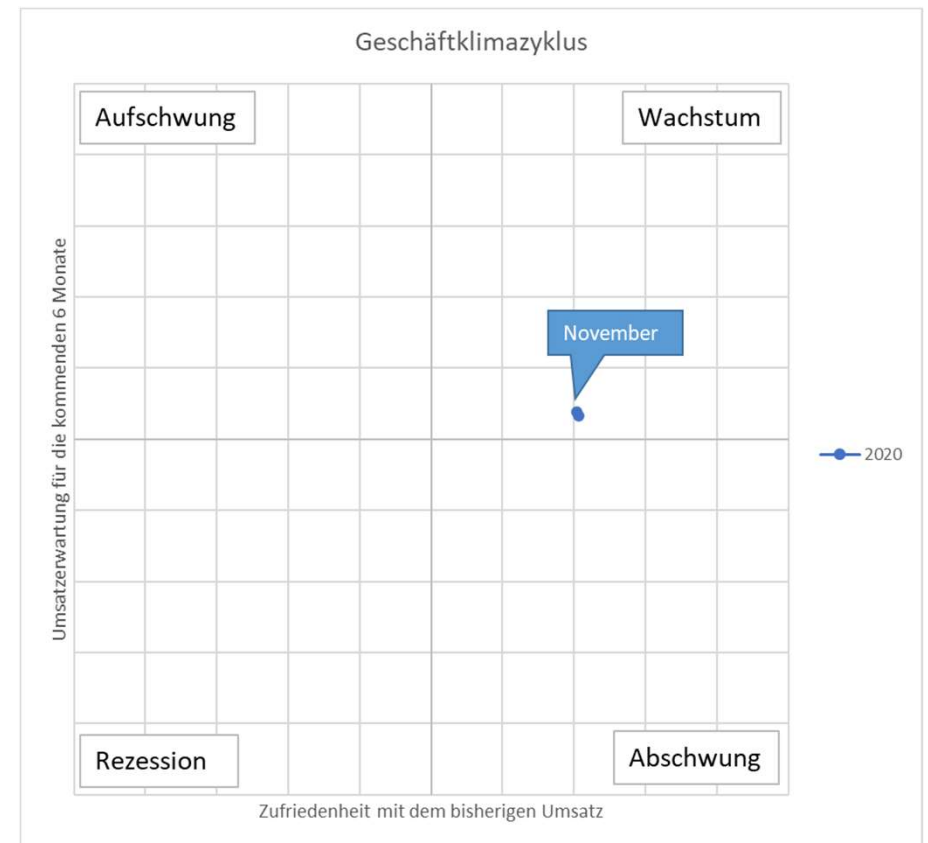 Geschäftklimazyklus
Aufschwung
Wachstum
Umsatzerwartung für die kommenden 6 Monate
November
2020
Rezession
Abschwung
Zufriedenheit mit dem bisherigen Umsatz